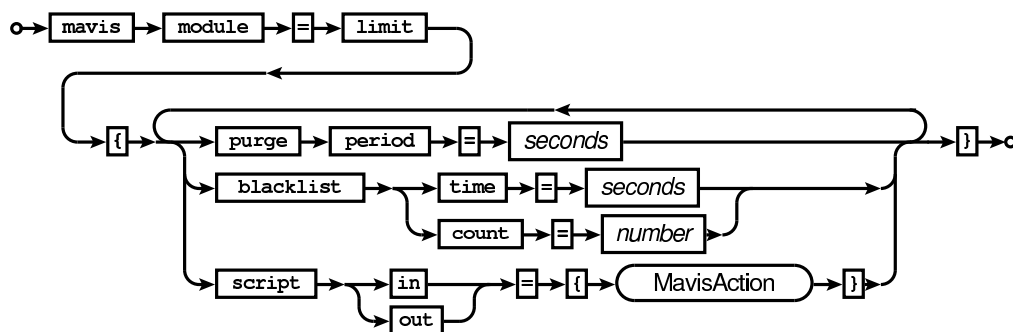 mavis module = limit
{ purge period = seconds }
blacklist time = seconds
count = number
script in = { MavisAction }
out